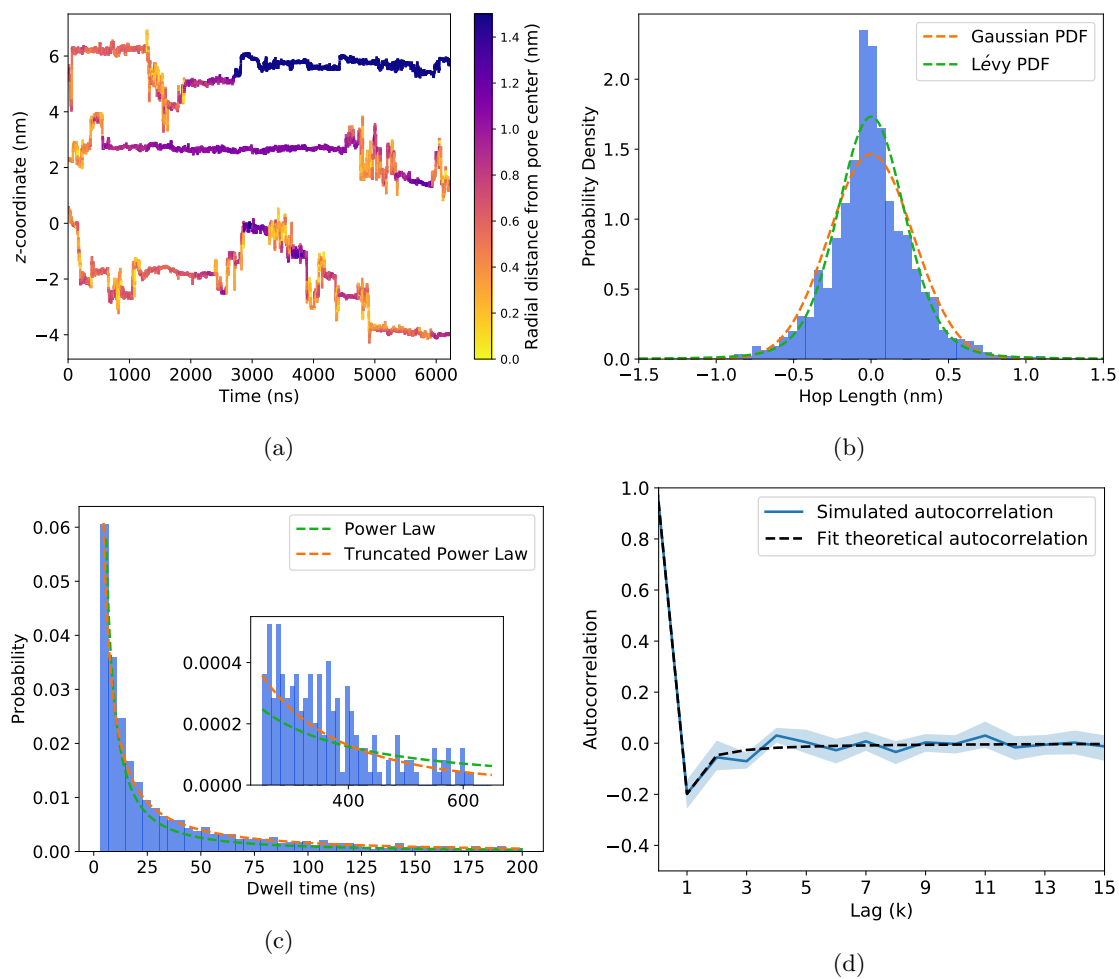 6
4
2
0
−2
−4
z-coordinate (nm)
0 1000 2000 3000 4000 5000 6000
Time (ns)
1.4
1.2
1.0
0.8
0.6
0.4
0.2
0.0
Radial distance from pore center (nm)
(a)
Gaussian PDF
Lévy PDF
2.0
1.5
1.0
0.5
0.0
Probability Density
−1.5 −1.0 −0.5 0.0 0.5 1.0 1.5
Hop Length (nm)
(b)
Power Law
Truncated Power Law
0.06
0.05
0.04
0.03
0.02
0.01
0.00
Probability
0.0004
0.0002
0.0000
400 600
0 25 50 75 100 125 150 175 200
Dwell time (ns)
(c)
Simulated autocorrelation
Fit theoretical autocorrelation
1.0
0.8
0.6
0.4
0.2
0.0
−0.2
−0.4
Autocorrelation
1 3 5 7 9 11 13 15
Lag (k)
(d)